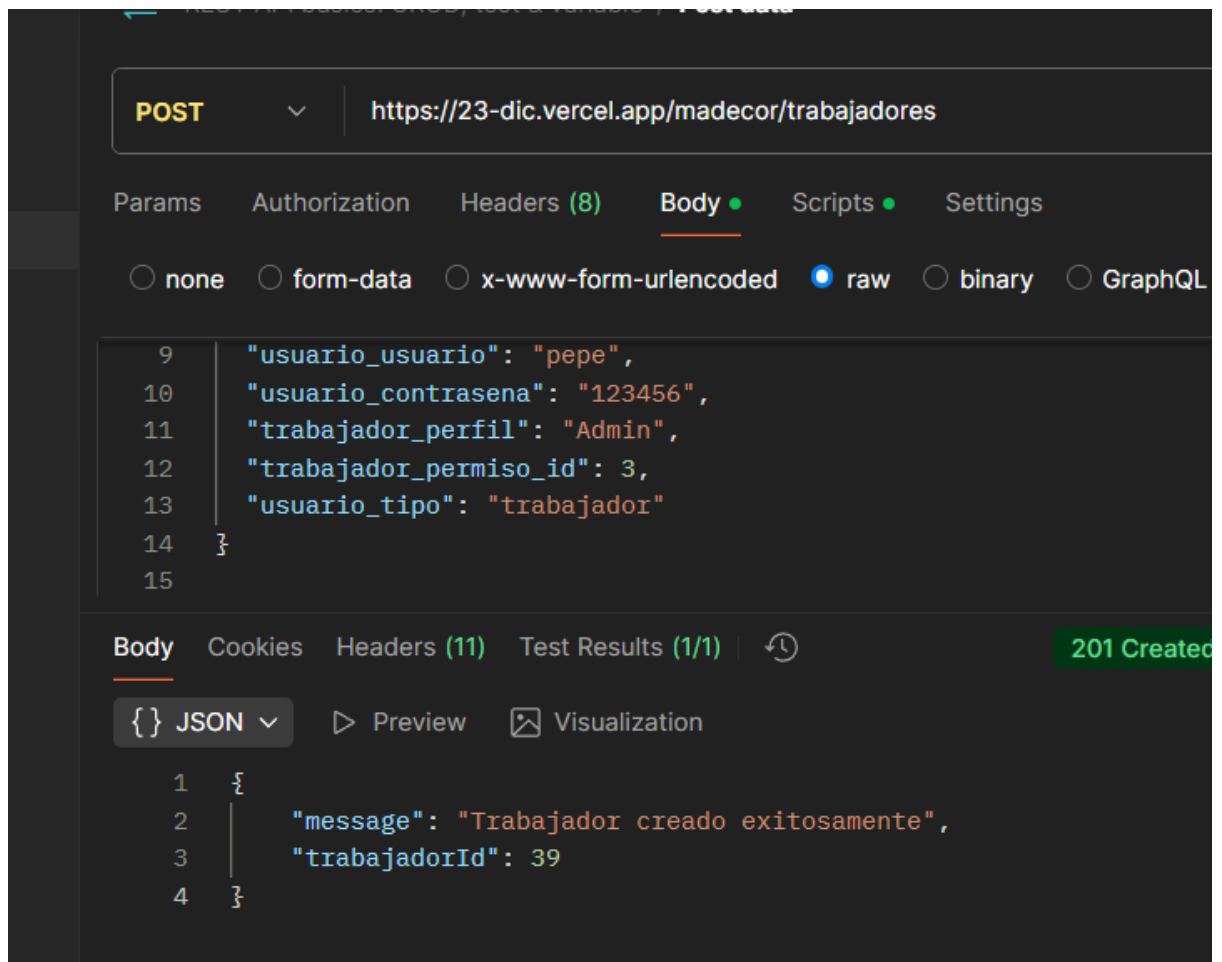 Post data
POST https://23-dic.vercel.app/madecor/trabajadores
Params Authorization Headers (8) Body Scripts Settings
none form-data x-www-form-urlencoded raw binary GraphQL
9 "usuario_usuario": "pepe",
10 "usuario_contrasena": "123456",
11 "trabajador_perfil": "Admin",
12 "trabajador_permiso_id": 3,
13 "usuario_tipo": "trabajador"
14 }
15
Body Cookies Headers (11) Test Results (1/1) 201 Created
{} JSON Preview Visualization
1 {
2 "message": "Trabajador creado exitosamente",
3 "trabajadorId": 39
4 }